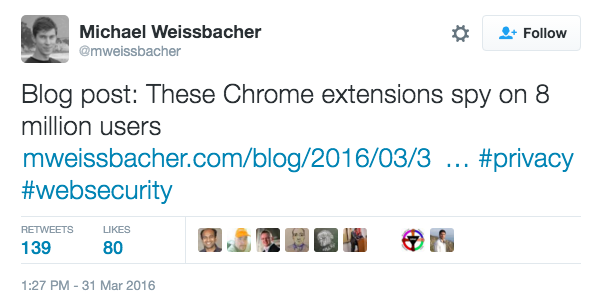 Michael Weissbacher
@mweissbacher
Follow
Blog post: These Chrome extensions spy on 8
million users
mweissbacher.com/blog/2016/03/3 … #privacy
#websecurity
RETWEETS LIKES
139 80
1:27 PM - 31 Mar 2016